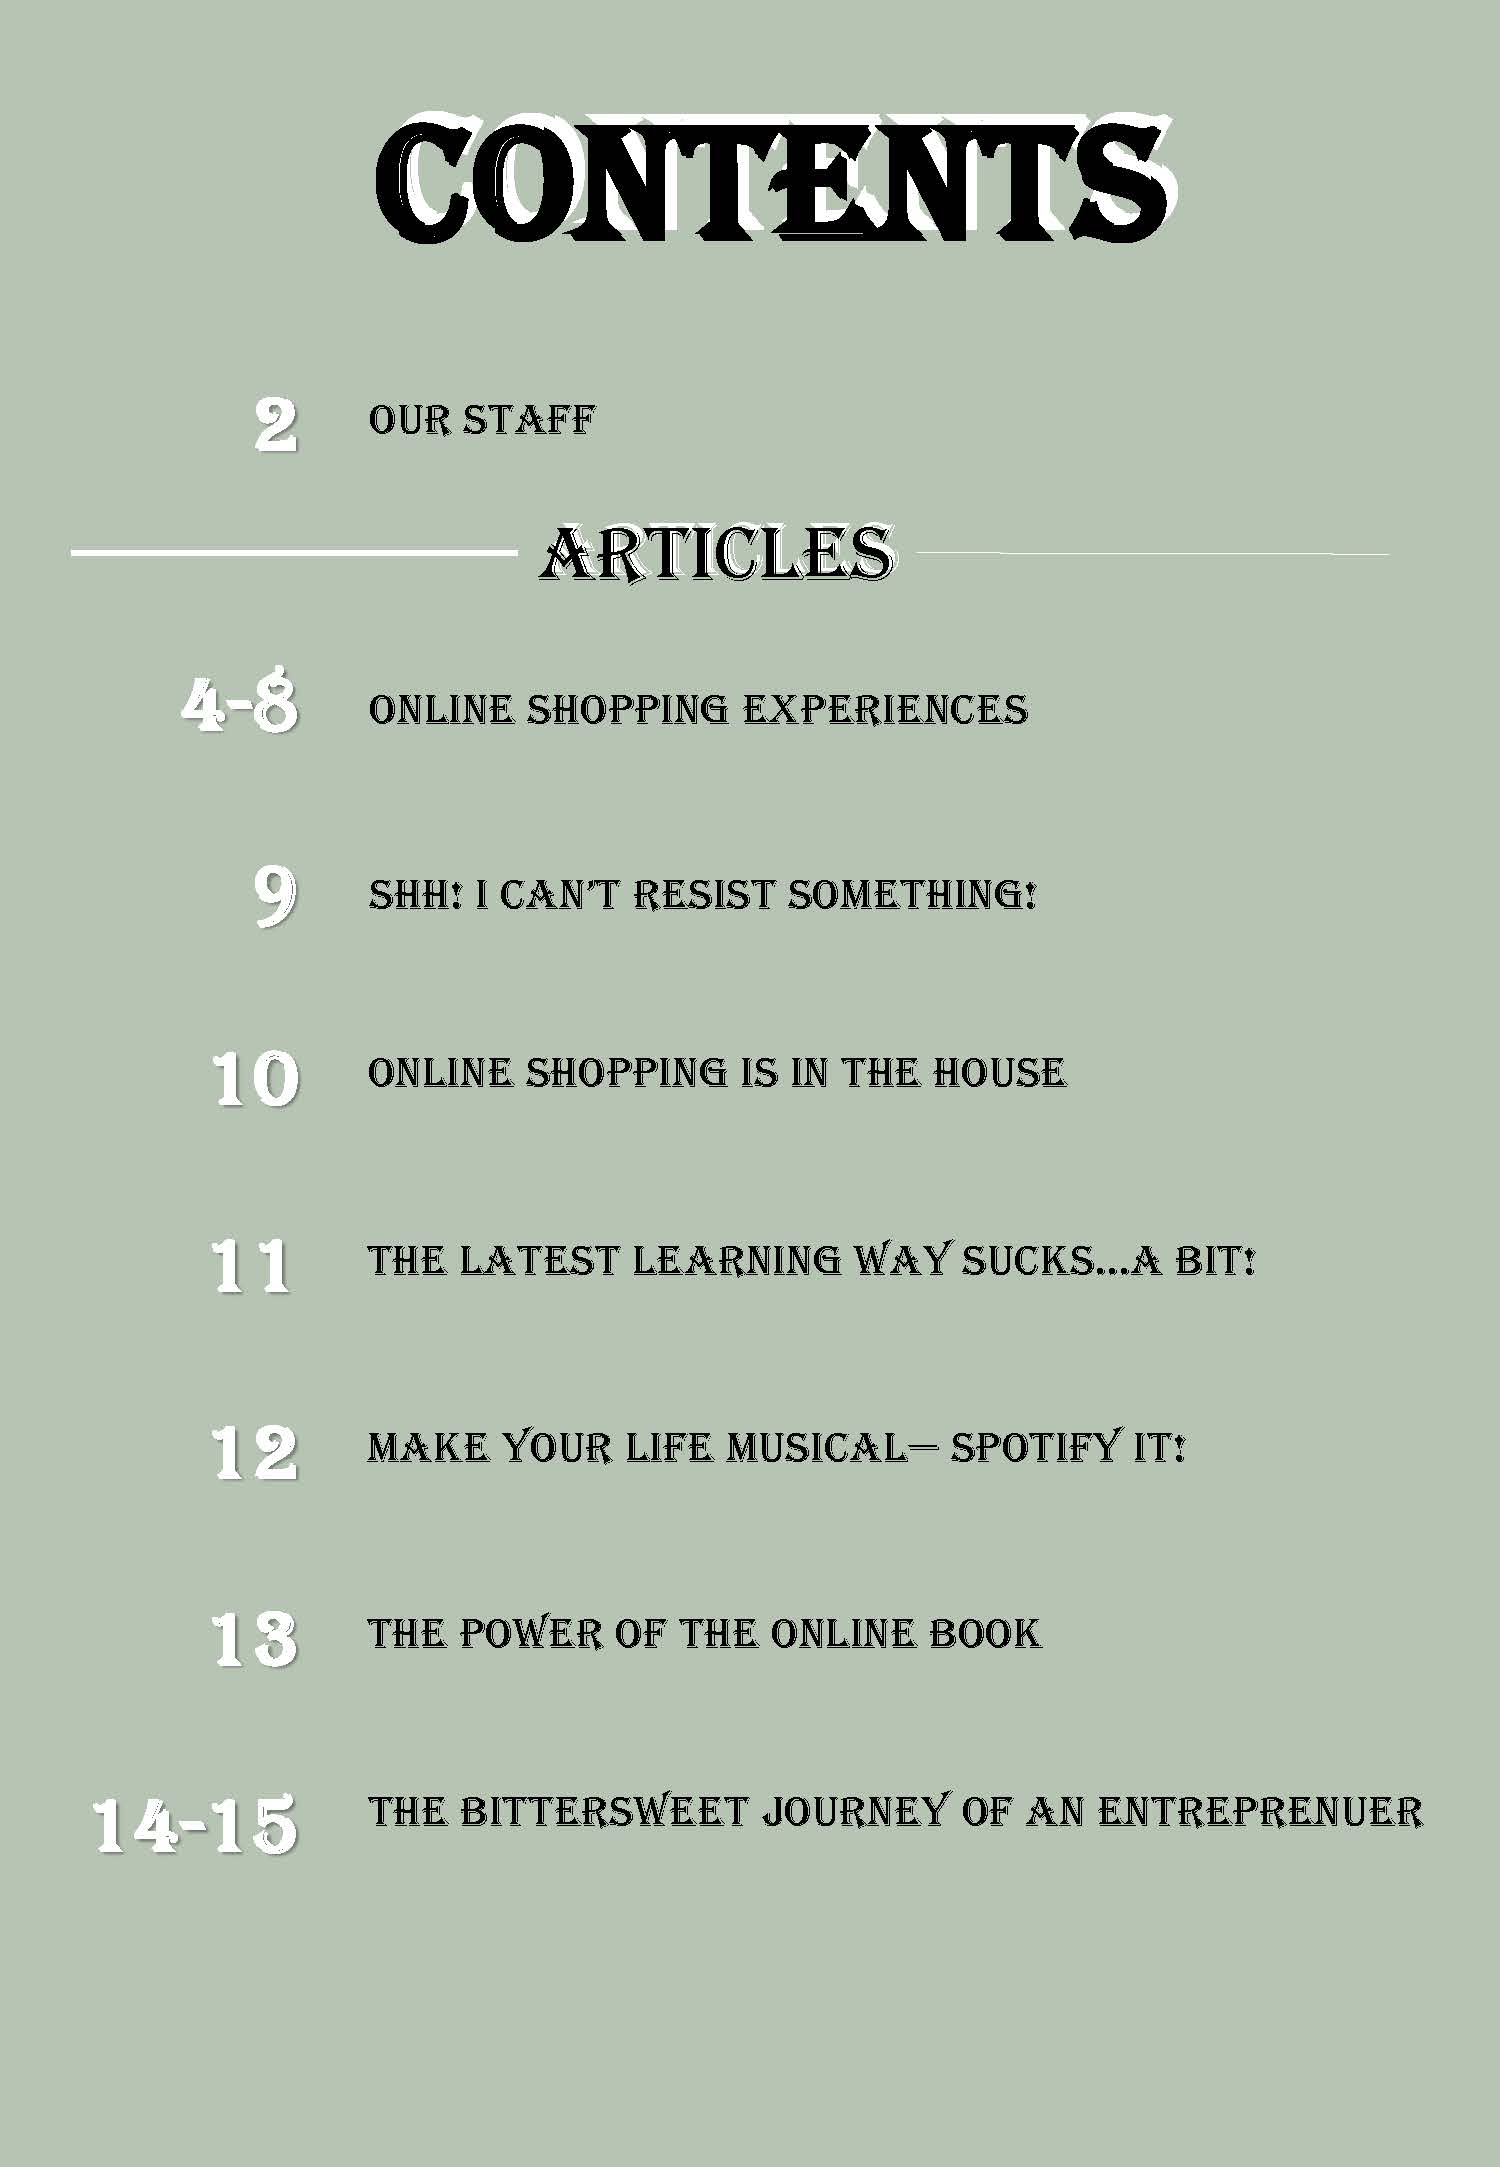 CONTENTS
2 OUR STAFF
ARTICLES
4-8 ONLINE SHOPPING EXPERIENCES
9 SHH! I CAN'T RESIST SOMETHING!
10 ONLINE SHOPPING IS IN THE HOUSE
11 THE LATEST LEARNING WAY SUCKS...A BIT!
12 MAKE YOUR LIFE MUSICAL— SPOTIFY IT!
13 THE POWER OF THE ONLINE BOOK
14-15 THE BITTERSWEET JOURNEY OF AN ENTREPRENUER